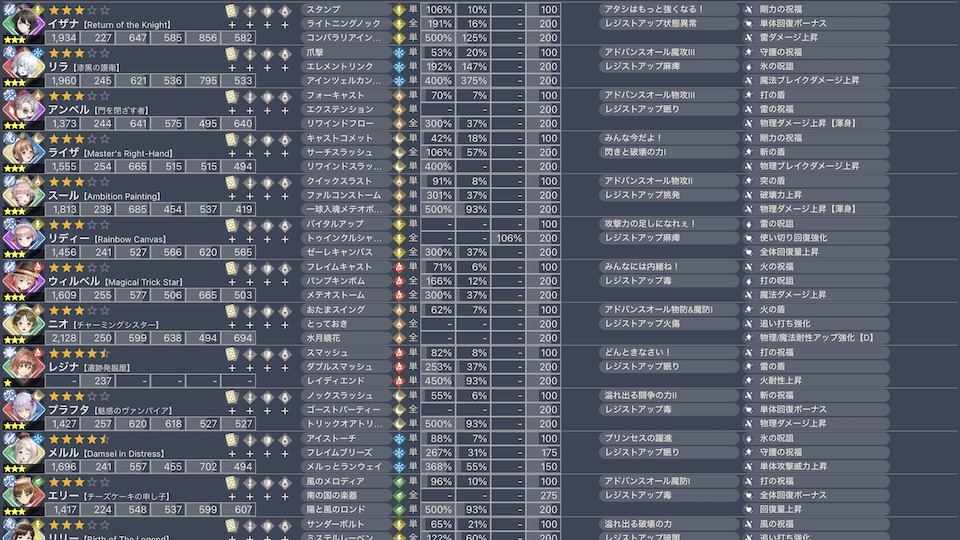 スタンプ 単 106% 10% - 100 アタシはもっと強くなる！ 剛力の祝福
イザナ【Return of the Knight】 + + + + ライトニングノック 全 191% 16% - 200 レジストアップ状態異常 単体回復ボーナス
1,934 227 647 585 856 582 コンバラリアイン… 全 500% 125% - 200 雷ダメージ上昇
爪撃 単 53% 20% - 100 アドバンスオール魔攻III 守護の祝福
リラ【漆黒の護衛】 + + + + エレメントリンク 全 192% 147% - 200 レジストアップ麻痺 氷の呪詛
1,960 245 621 536 795 533 アインツェルカン… 単 400% 375% - 200 魔法ブレイクダメージ上昇
フォーキャスト 単 70% 7% - 100 アドバンスオール物攻III 打の盾
アンペル【門を閉ざす者】 + + + + エクステンション 全 - - - 200 レジストアップ眠り 雷の祝福
1,373 244 641 575 495 640 リワインドフロー 全 300% 37% - 200 物理ダメージ上昇【渾身】
キャストコメット 単 42% 18% - 100 みんな今だよ！ 剛力の祝福
ライザ【Master's Right-Hand】 + + + + サーチスラッシュ 全 106% 57% - 200 閃きと破壊の力I 斬の盾
1,555 254 665 515 515 494 リワインドスラッ… 単 400% - - 200 物理ブレイクダメージ上昇
クイックラスト 単 91% 8% - 100 アドバンスオール物攻II 突の盾
スール【Ambition Painting】 + + + + ファルコンストーム 単 301% 37% - 200 レジストアップ挑発 破壊力上昇
1,813 239 685 454 537 419 一球入魂メテオボ… 単 500% 93% - 200 物理ダメージ上昇【渾身】
バイタルアップ 単 - - - 100 攻撃力の足しになれぇ！ 雷の呪詛
リディー【Rainbow Canvas】 + + + + トゥインクルシャ… 全 - - 106% 200 レジストアップ麻痺 使い切り回復強化
1,456 241 527 566 620 565 ゼーレキャンバス 全 300% 37% - 200 全体回復量上昇
フレイムキャスト 単 71% 6% - 100 みんなには内緒ね！ 火の祝福
ウィルベル【Magical Trick Star】 + + + + パンプキンボム 全 166% 12% - 200 レジストアップ毒 打の呪詛
1,609 255 577 506 665 503 メテオストーム 全 300% 37% - 200 魔法ダメージ上昇
おたまスイング 単 62% 7% - 100 アドバンスオール物防&魔防I 火の盾
ニオ【チャーミングシスター】 + + + + とっておき 全 - - - 200 レジストアップ火傷 追い打ち強化
2,128 250 599 638 494 694 水月鏡花 全 - - - 200 物理/魔法耐性アップ強化【D】
スマッシュ 単 82% 8% - 100 どんときなさい！ 打の祝福
レジナ【遺跡発掘屋】 + + + + ダブルスマッシュ 単 253% 37% - 200 レジストアップ眠り 雷の盾
- 237 - - - - レイディエンド 単 450% 93% - 200 火耐性上昇
ノックスラッシュ 単 55% 6% - 100 溢れ出る闘争の力II 斬の祝福
プラフタ【魅惑のヴァンパイア】 + + + + ゴーストパーティー 全 - - - 200 レジストアップ毒 単体回復ボーナス
1,427 257 620 618 527 527 トリックオアトリ… 単 500% 93% - 200 物理ダメージ上昇
アイストーチ 単 88% 7% - 100 プリンセスの躍進 氷の呪詛
メルル【Damsel in Distress】 + + + + フレイムブリーズ 単 267% 31% - 175 レジストアップ眠り 守護の呪詛
1,696 241 557 455 702 494 メルっとランウェイ 単 368% 55% - 150 単体攻撃威力上昇
風のメロディア 単 96% 10% - 100 アドバンスオール魔防I 打の祝福
エリー【チーズケーキの申し子】 + + + + 南の国の楽器 全 - - - 275 レジストアップ毒 全体回復ボーナス
1,417 224 548 537 599 607 陽と風のロンド 単 500% 93% - 200 回復量上昇
サンダーボルト 単 65% 21% - 100 溢れ出る破壊の力 風の祝福
リリー【Birth of The Legend】 + + + + ミステルレーベン 全 122% 60% - 200 レジストアップ暗闇 追い打ち強化